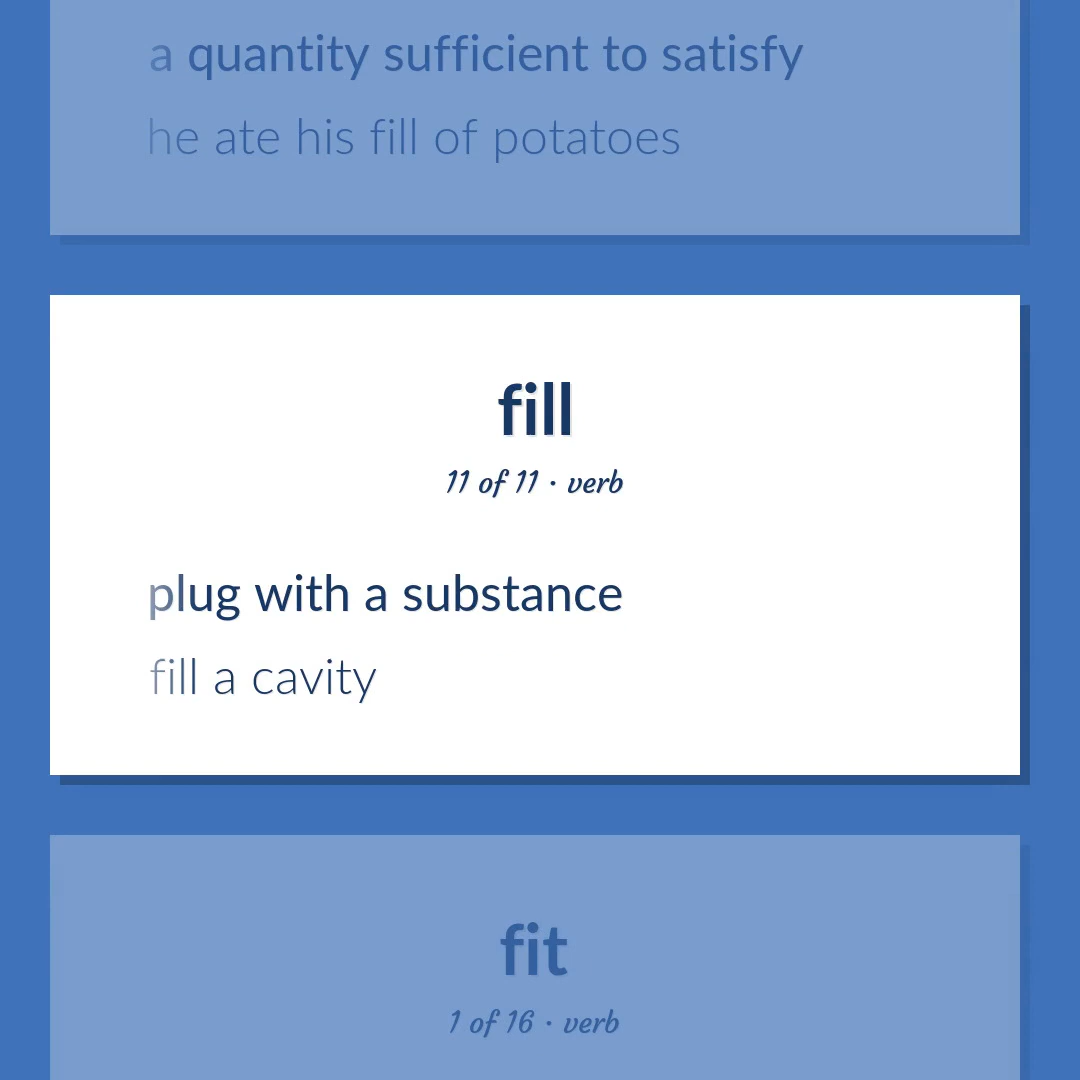 a quantity sufficient to satisfy
he ate his fill of potatoes
fill
11 of 11 · verb
plug with a substance
fill a cavity
fit
1 of 16 · verb